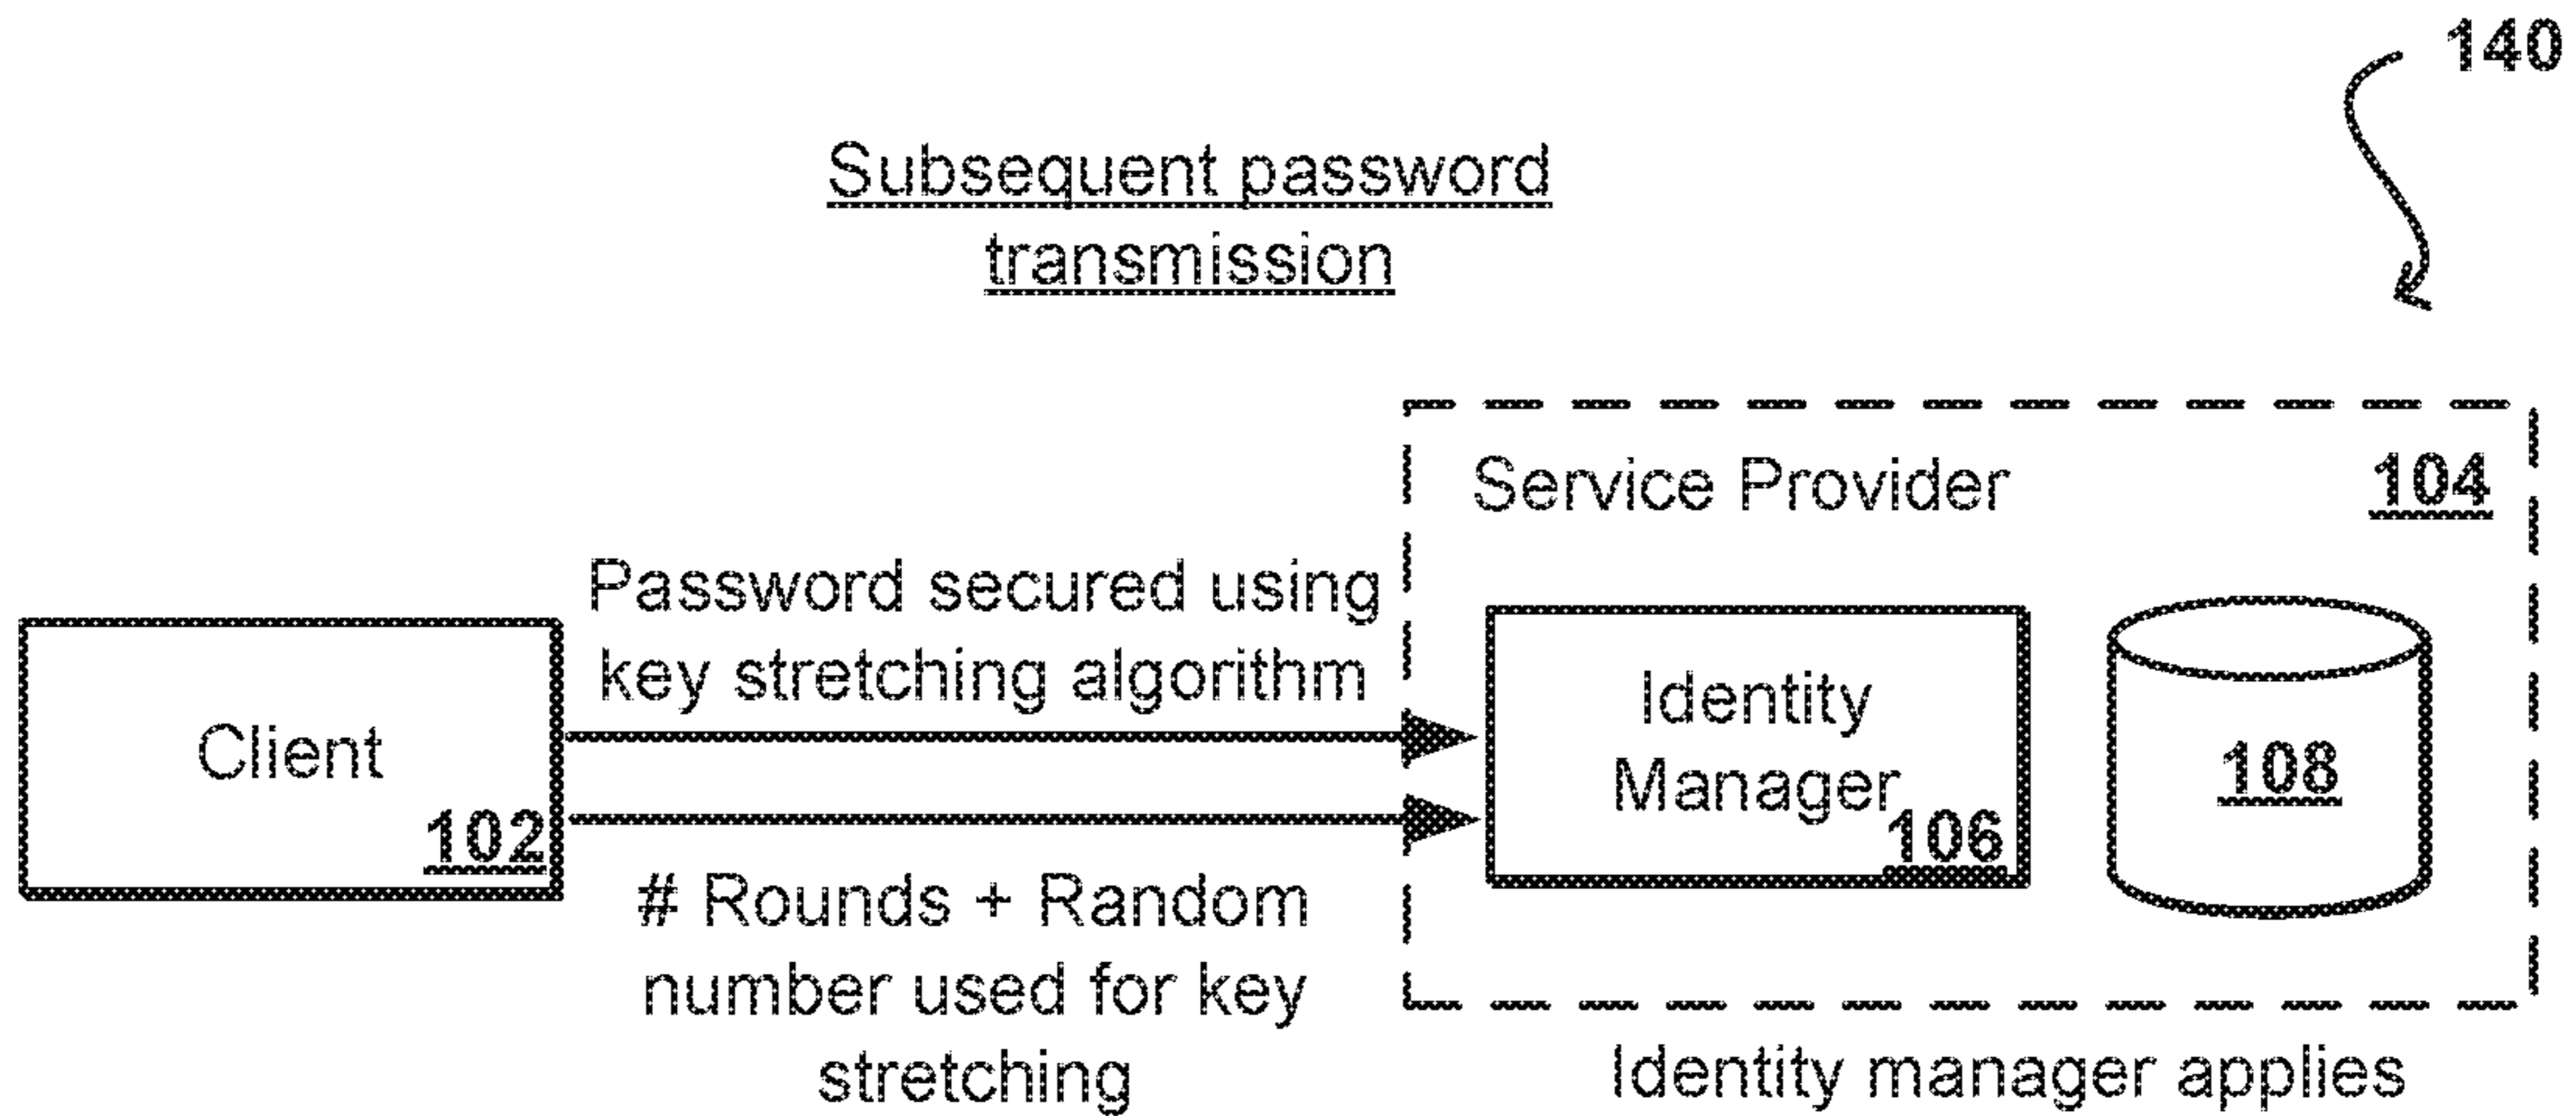 140
Subsequent password
transmission
Service Provider
104
Password secured using
key stretching algorithm
Identity
Manager
106
108
Client
102
# Rounds + Random
number used for key
stretching
Identity manager applies